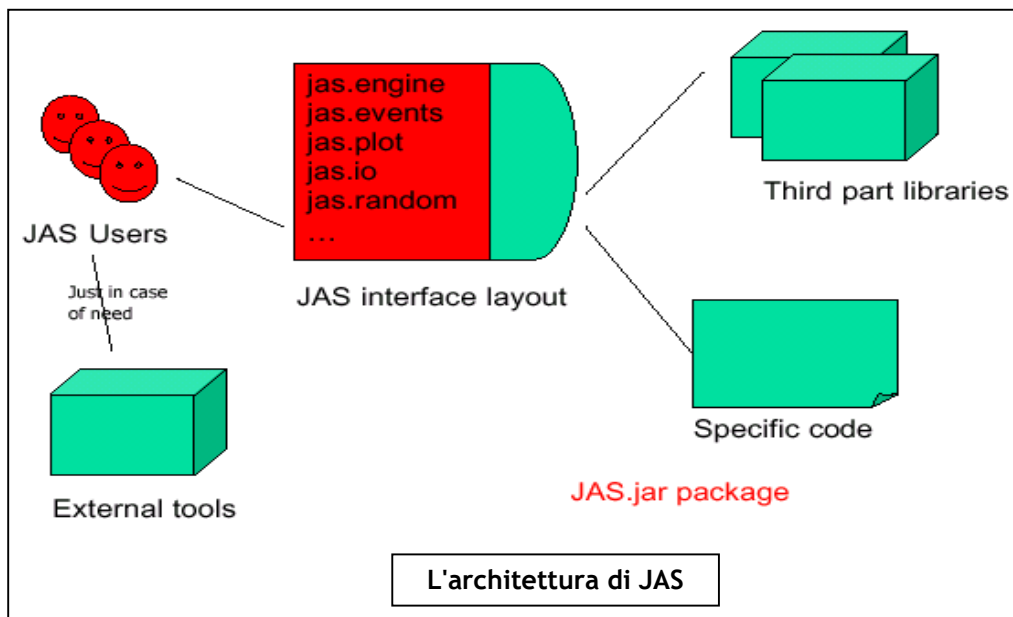 jas.engine
jas.events
jas.plot
jas.io
jas.random
...
JAS Users
Just in case
of need
External tools
JAS interface layout
Third part libraries
Specific code
JAS.jar package
L'architettura di JAS